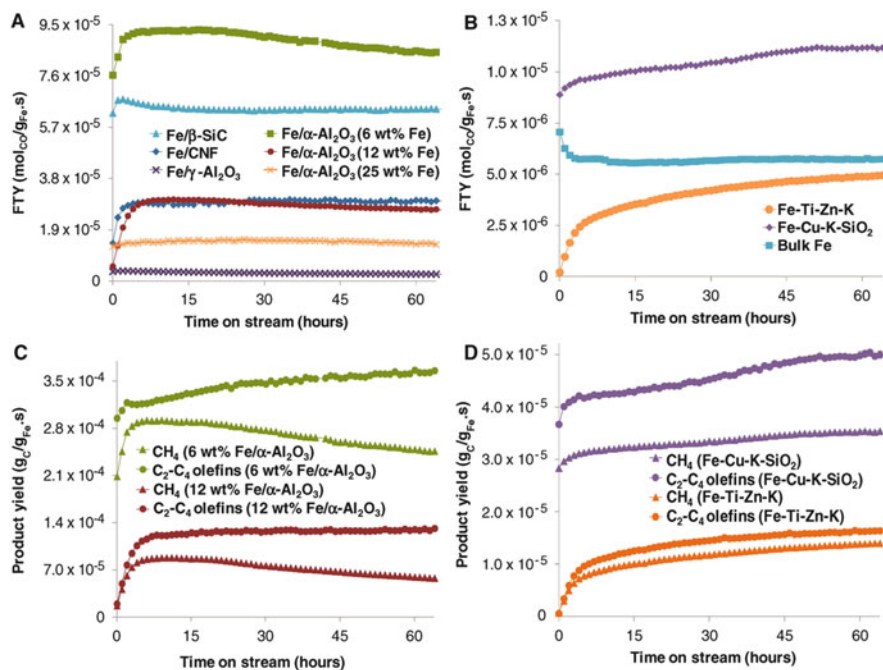 A
9.5 x 10⁻⁵
7.6 x 10⁻⁵
5.7 x 10⁻⁵
3.8 x 10⁻⁵
1.9 x 10⁻⁵
0
FTY (mol_CO/g_Fe.s)
Fe/β-SiC
Fe/CNF
Fe/γ-Al₂O₃
Fe/α-Al₂O₃ (6 wt% Fe)
Fe/α-Al₂O₃ (12 wt% Fe)
Fe/α-Al₂O₃ (25 wt% Fe)
0 15 30 45 60
Time on stream (hours)
B
1.3 x 10⁻⁵
1.0 x 10⁻⁵
7.5 x 10⁻⁶
5.0 x 10⁻⁶
2.5 x 10⁻⁶
0
FTY (mol_CO/g_Fe.s)
Fe-Ti-Zn-K
Fe-Cu-K-SiO₂
Bulk Fe
0 15 30 45 60
Time on stream (hours)
C
3.5 x 10⁻⁴
2.8 x 10⁻⁴
2.1 x 10⁻⁴
1.4 x 10⁻⁴
7.0 x 10⁻⁵
0
Product yield (g_C/g_Fe.s)
CH₄ (6 wt% Fe/α-Al₂O₃)
C₂-C₄ olefins (6 wt% Fe/α-Al₂O₃)
CH₄ (12 wt% Fe/α-Al₂O₃)
C₂-C₄ olefins (12 wt% Fe/α-Al₂O₃)
0 15 30 45 60
Time on stream (hours)
D
5.0 x 10⁻⁵
4.0 x 10⁻⁵
3.0 x 10⁻⁵
1.5 x 10⁻⁵
1.0 x 10⁻⁵
0
Product yield (g_C/g_Fe.s)
CH₄ (Fe-Cu-K-SiO₂)
C₂-C₄ olefins (Fe-Cu-K-SiO₂)
CH₄ (Fe-Ti-Zn-K)
C₂-C₄ olefins (Fe-Ti-Zn-K)
0 15 30 45 60
Time on stream (hours)